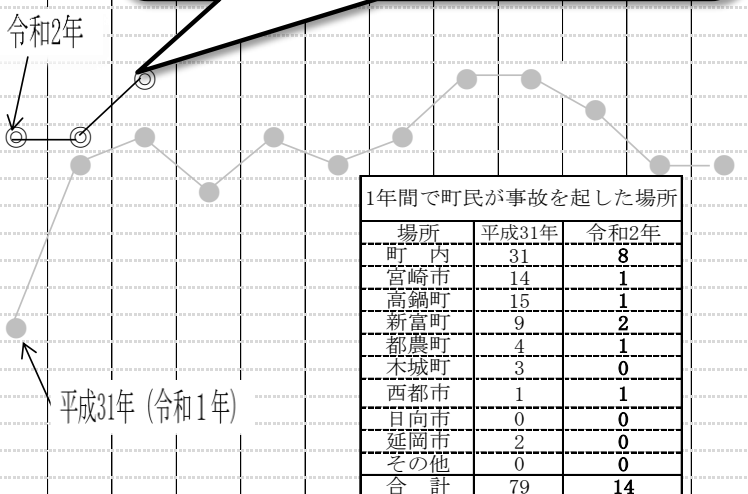 令和2年
1年間で町民が事故を起した場所
場所 平成31年 令和2年
町　内 31 8
宮崎市 14 1
高鍋町 15 1
新富町 9 2
都農町 4 1
木城町 3 0
西都市 1 1
日向市 0 0
延岡市 2 0
その他 0 0
合　計 79 14
平成31年（令和１年）